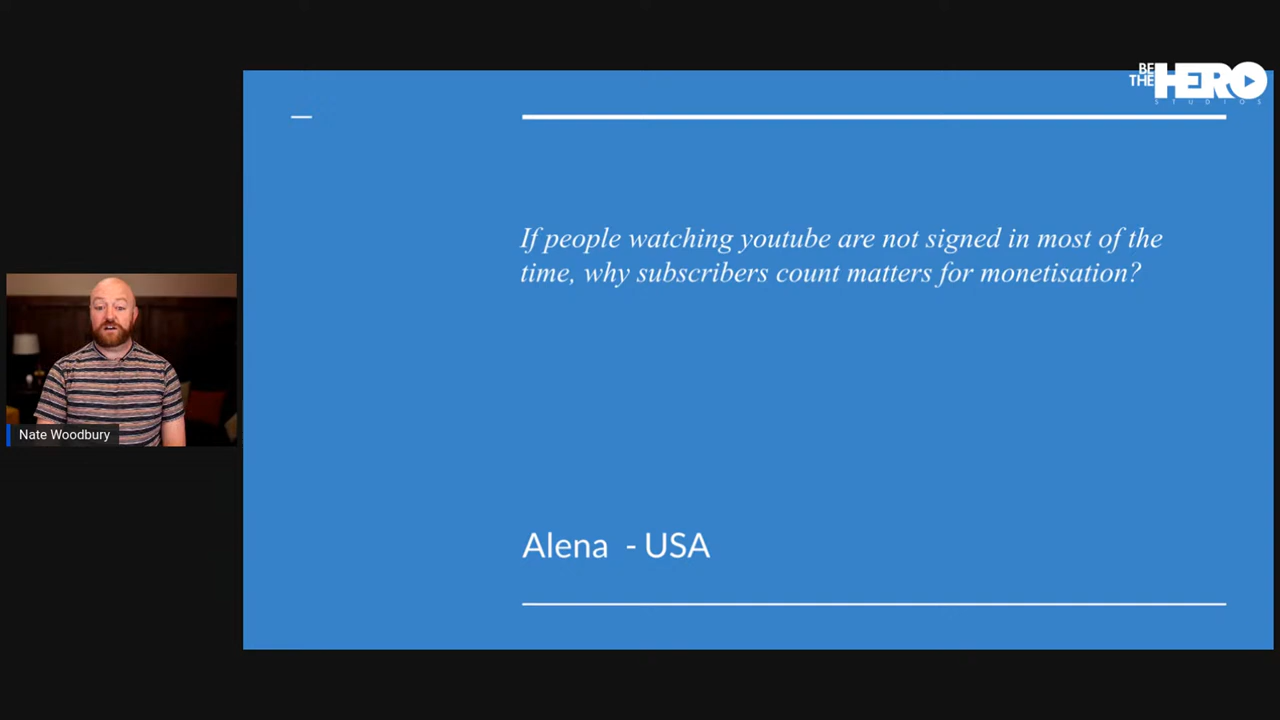 BE
THE
HERO
STUDIOS
If people watching youtube are not signed in most of the
time, why subscribers count matters for monetisation?
Nate Woodbury
Alena - USA